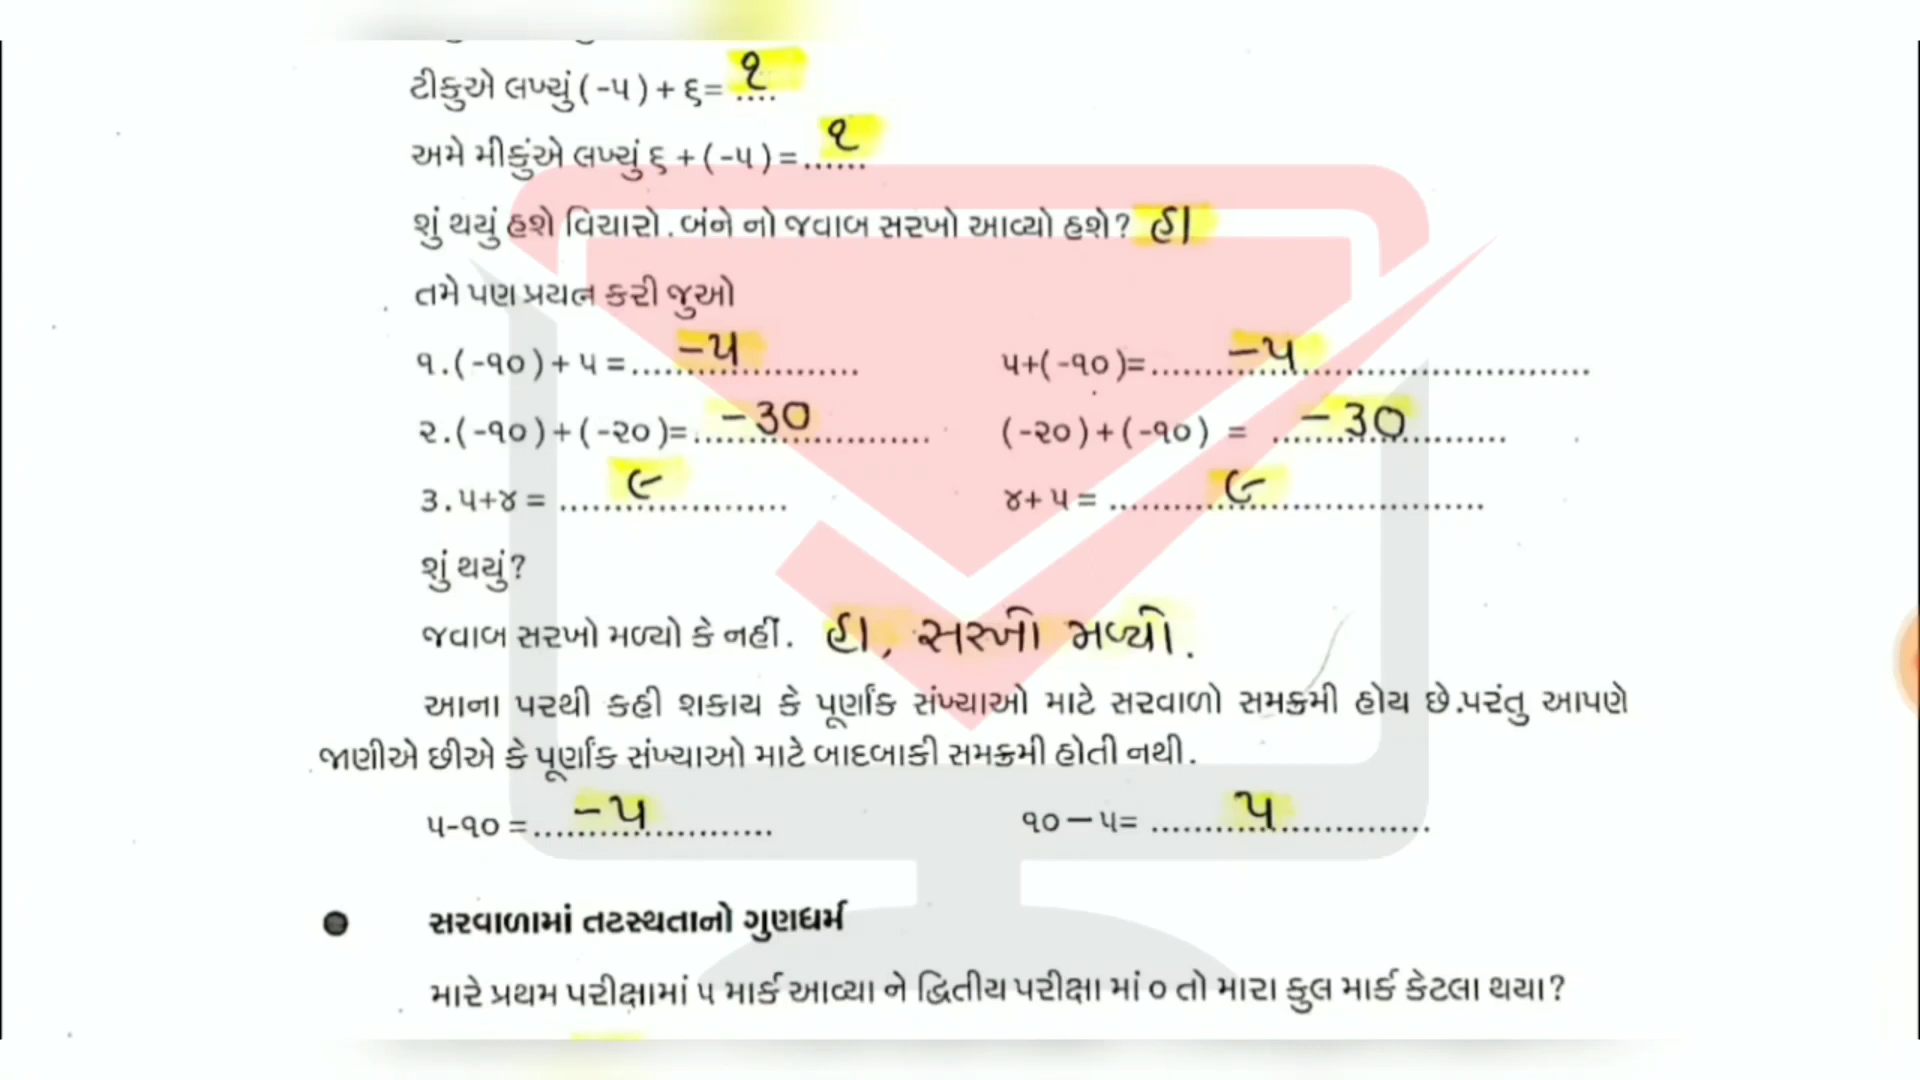 ટીકુએ લખ્યું (-૫) + ૬= ૧
અમે મીકુંએ લખ્યું ૬ + (-૫) = ...... ૧
શું થયું હશે વિચારો. બંને નો જવાબ સરખો આવ્યો હશે? હા
તમે પણ પ્રયત્ન કરી જુઓ
૧. (-૧૦) + ૫ = -૫ ૫+(-૧૦)= -૫
૨. (-૧૦) + (-૨૦)= -30 (-૨૦) + (-૧૦) = -30
૩. ૫+૪ = ૯ ૪+ ૫ = ૯
શું થયું?
જવાબ સરખો મળ્યો કે નહીં. હા, સરખો મળ્યો.
આના પરથી કહી શકાય કે પૂર્ણાંક સંખ્યાઓ માટે સરવાળો સમક્રમી હોય છે.પરંતુ આપણે
જાણીએ છીએ કે પૂર્ણાંક સંખ્યાઓ માટે બાદબાકી સમક્રમી હોતી નથી.
૫-૧૦ = -૫ ૧૦ – ૫= ૫
● સરવાળામાં તટસ્થતાનો ગુણધર્મ
મારે પ્રથમ પરીક્ષામાં ૫ માર્ક આવ્યા ને દ્વિતીય પરીક્ષા માં ૦ તો મારા કુલ માર્ક કેટલા થયા?